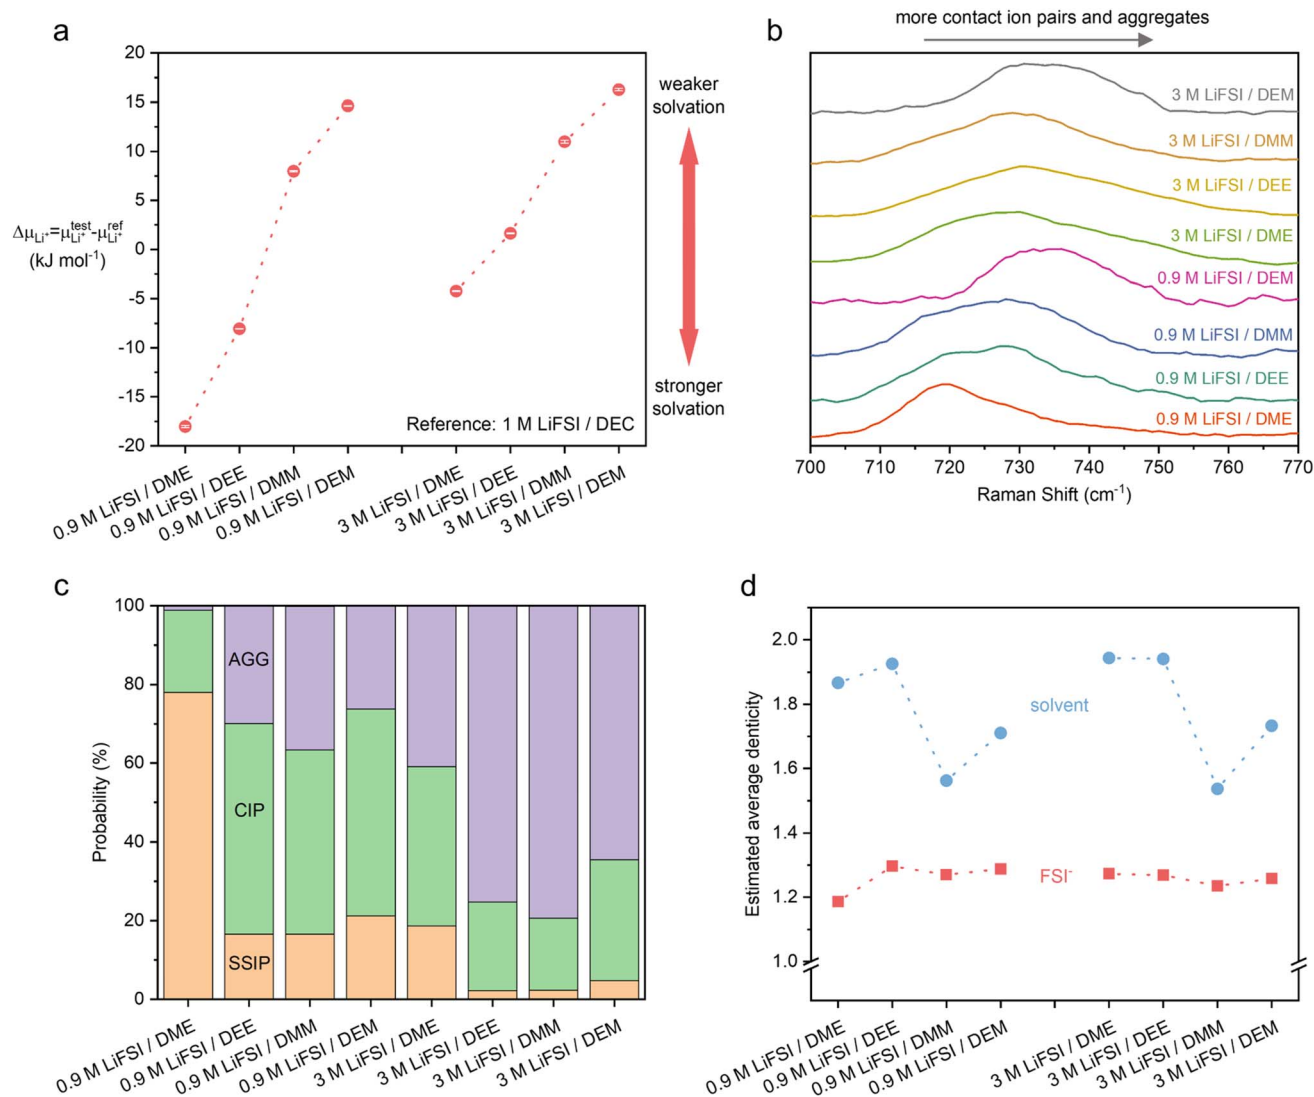 a
20
15
10
5
0
-5
-10
-15
-20
Δμ_Li⁺=μ_Li⁺^test-μ_Li⁺^ref
(kJ mol⁻¹)
Reference: 1 M LiFSI / DEC
0.9 M LiFSI / DME
0.9 M LiFSI / DEE
0.9 M LiFSI / DMM
0.9 M LiFSI / DEM
3 M LiFSI / DME
3 M LiFSI / DEE
3 M LiFSI / DMM
3 M LiFSI / DEM
weaker
solvation
stronger
solvation
b
more contact ion pairs and aggregates
3 M LiFSI / DEM
3 M LiFSI / DMM
3 M LiFSI / DEE
3 M LiFSI / DME
0.9 M LiFSI / DEM
0.9 M LiFSI / DMM
0.9 M LiFSI / DEE
0.9 M LiFSI / DME
700 710 720 730 740 750 760 770
Raman Shift (cm⁻¹)
c
100
80
60
40
20
0
Probability (%)
AGG
CIP
SSIP
0.9 M LiFSI / DME
0.9 M LiFSI / DEE
0.9 M LiFSI / DMM
0.9 M LiFSI / DEM
3 M LiFSI / DME
3 M LiFSI / DEE
3 M LiFSI / DMM
3 M LiFSI / DEM
d
2.0
1.8
1.6
1.4
1.2
1.0
Estimated average denticity
solvent
FSI⁻
0.9 M LiFSI / DME
0.9 M LiFSI / DEE
0.9 M LiFSI / DMM
0.9 M LiFSI / DEM
3 M LiFSI / DME
3 M LiFSI / DEE
3 M LiFSI / DMM
3 M LiFSI / DEM